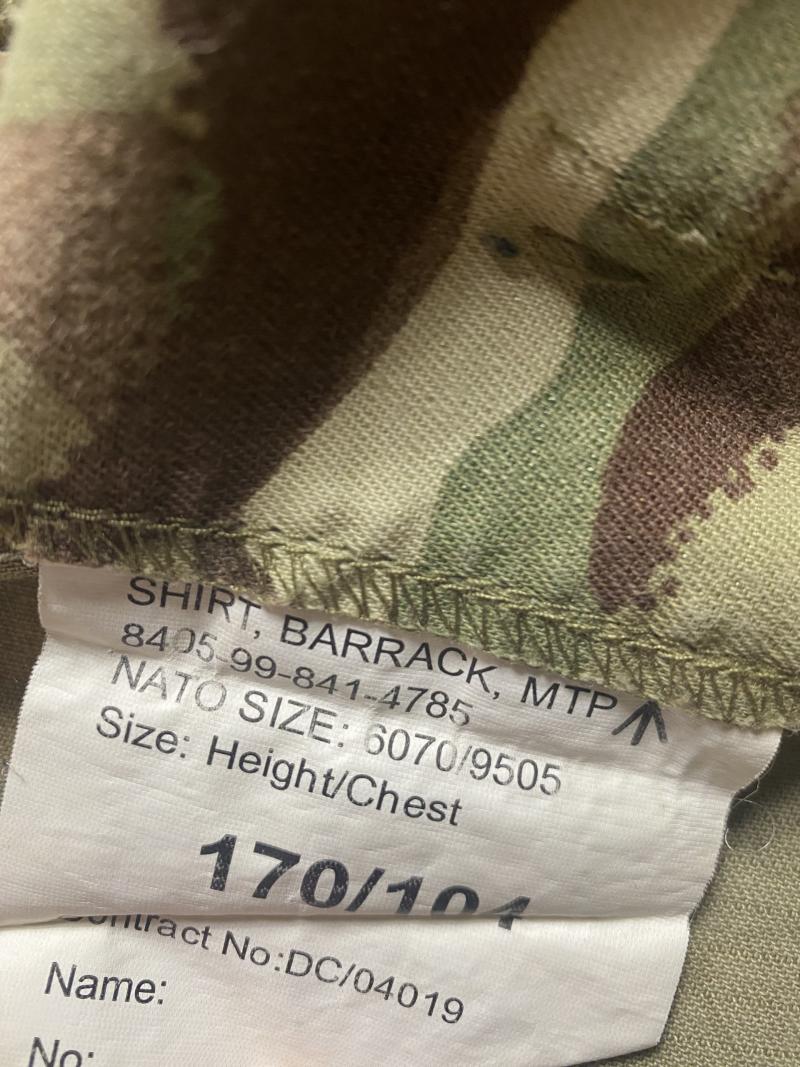 SHIRT, BARRACK, MTP
8405-99-841-4785
NATO SIZE: 6070/9505
Size: Height/Chest
170/104
Contract No:DC/04019
Name:
No: